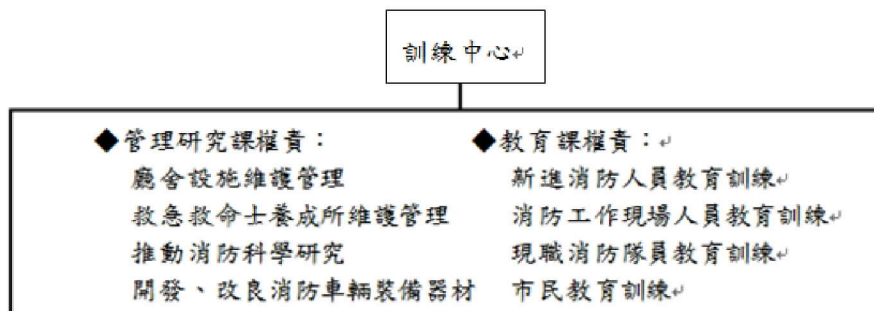 訓練中心
◆管理研究課權責：
廳舍設施維護管理
救急救命士養成所維護管理
推動消防科學研究
開發、改良消防車輛裝備器材
◆教育課權責：
新進消防人員教育訓練
消防工作現場人員教育訓練
現職消防隊員教育訓練
市民教育訓練